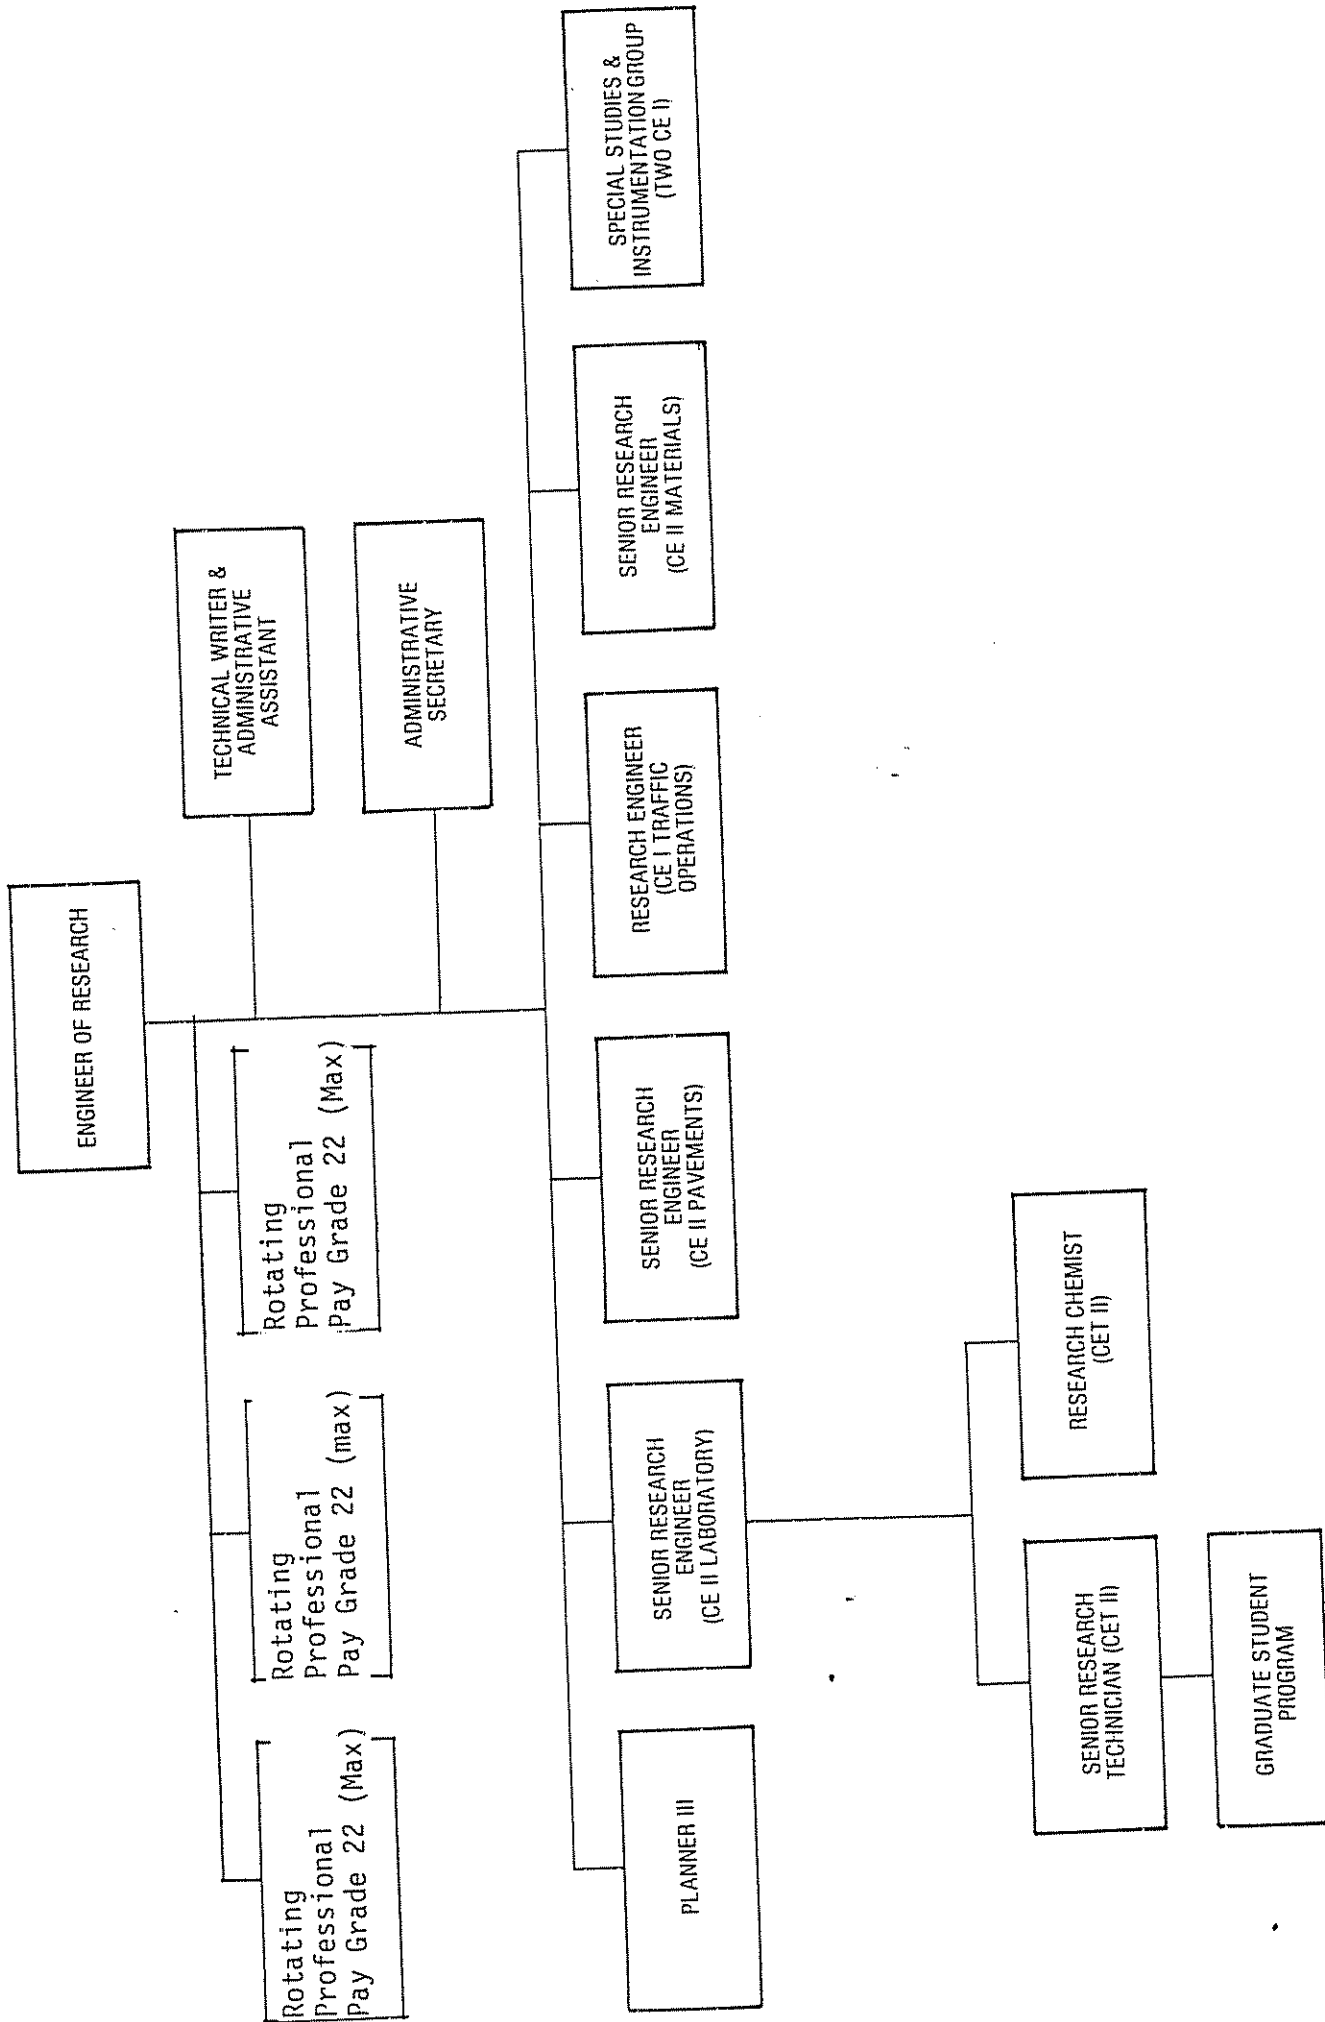 ENGINEER OF RESEARCH
TECHNICAL WRITER &
ADMINISTRATIVE
ASSISTANT
ADMINISTRATIVE
SECRETARY
Rotating
Professional
Pay Grade 22 (Max)
Rotating
Professional
Pay Grade 22 (max)
Rotating
Professional
Pay Grade 22 (Max)
PLANNER III
SENIOR RESEARCH
ENGINEER
(CE II LABORATORY)
SENIOR RESEARCH
ENGINEER
(CE II PAVEMENTS)
RESEARCH ENGINEER
(CE I TRAFFIC
OPERATIONS)
SENIOR RESEARCH
ENGINEER
(CE II MATERIALS)
SPECIAL STUDIES &
INSTRUMENTATION GROUP
(TWO CE I)
SENIOR RESEARCH
TECHNICIAN (CET II)
RESEARCH CHEMIST
(CET II)
GRADUATE STUDENT
PROGRAM